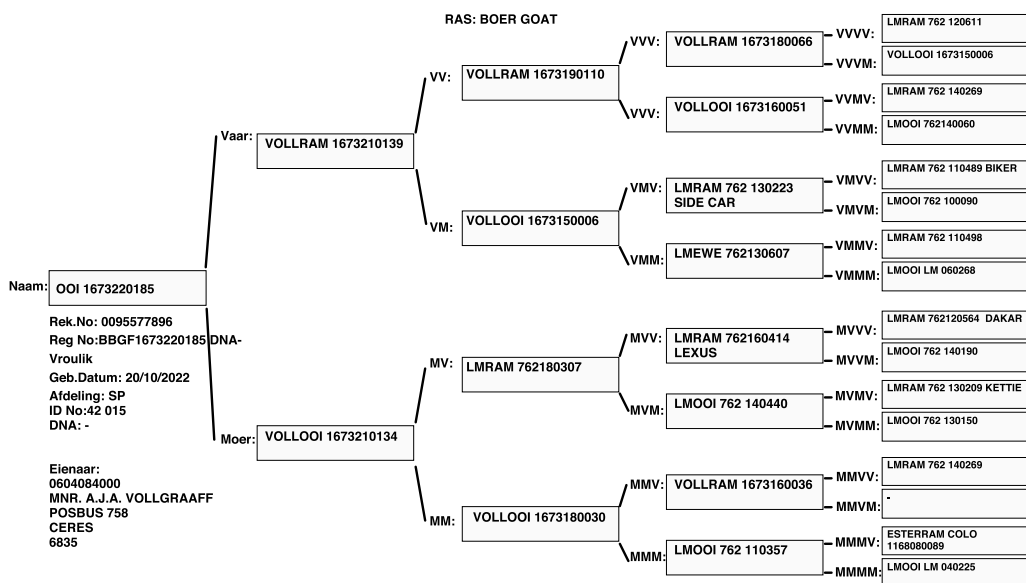 RAS: BOER GOAT
Naam:
OOI 1673220185
Rek.No: 0095577896
Reg No:BBGF1673220185 DNA-
Vroulik
Geb.Datum: 20/10/2022
Afdeling: SP
ID No:42 015
DNA: -
Eienaar:
0604084000
MNR. A.J.A. VOLLGRAAFF
POSBUS 758
CERES
6835
Vaar:
VOLLRAM 1673210139
Moer:
VOLLOOI 1673210134
VV:
VOLLRAM 1673190110
VM:
VOLLOOI 1673150006
MV:
LMRAM 762180307
MM:
VOLLOOI 1673180030
VVV:
VOLLRAM 1673180066
VVV:
VOLLOOI 1673160051
VMV:
LMRAM 762 130223
SIDE CAR
VMM:
LMEWE 762130607
MVV:
LMRAM 762160414
LEXUS
MVM:
LMOOI 762 140440
MMV:
VOLLRAM 1673160036
MMM:
LMOOI 762 110357
VVVV:
LMRAM 762 120611
VVVM:
VOLLOOI 1673150006
VVMV:
LMRAM 762 140269
VVMM:
LMOOI 762140060
VMVV:
LMRAM 762 110489 BIKER
VMVM:
LMOOI 762 100090
VMMV:
LMRAM 762 110498
VMMM:
LMOOI LM 060268
MVVV:
LMRAM 762120564 DAKAR
MVVM:
LMOOI 762 140190
MVMV:
LMRAM 762 130209 KETTIE
MVMM:
LMOOI 762 130150
MMVV:
LMRAM 762 140269
MMVM:
-
MMMV:
ESTERRAM COLO
1168080089
MMMM:
LMOOI LM 040225